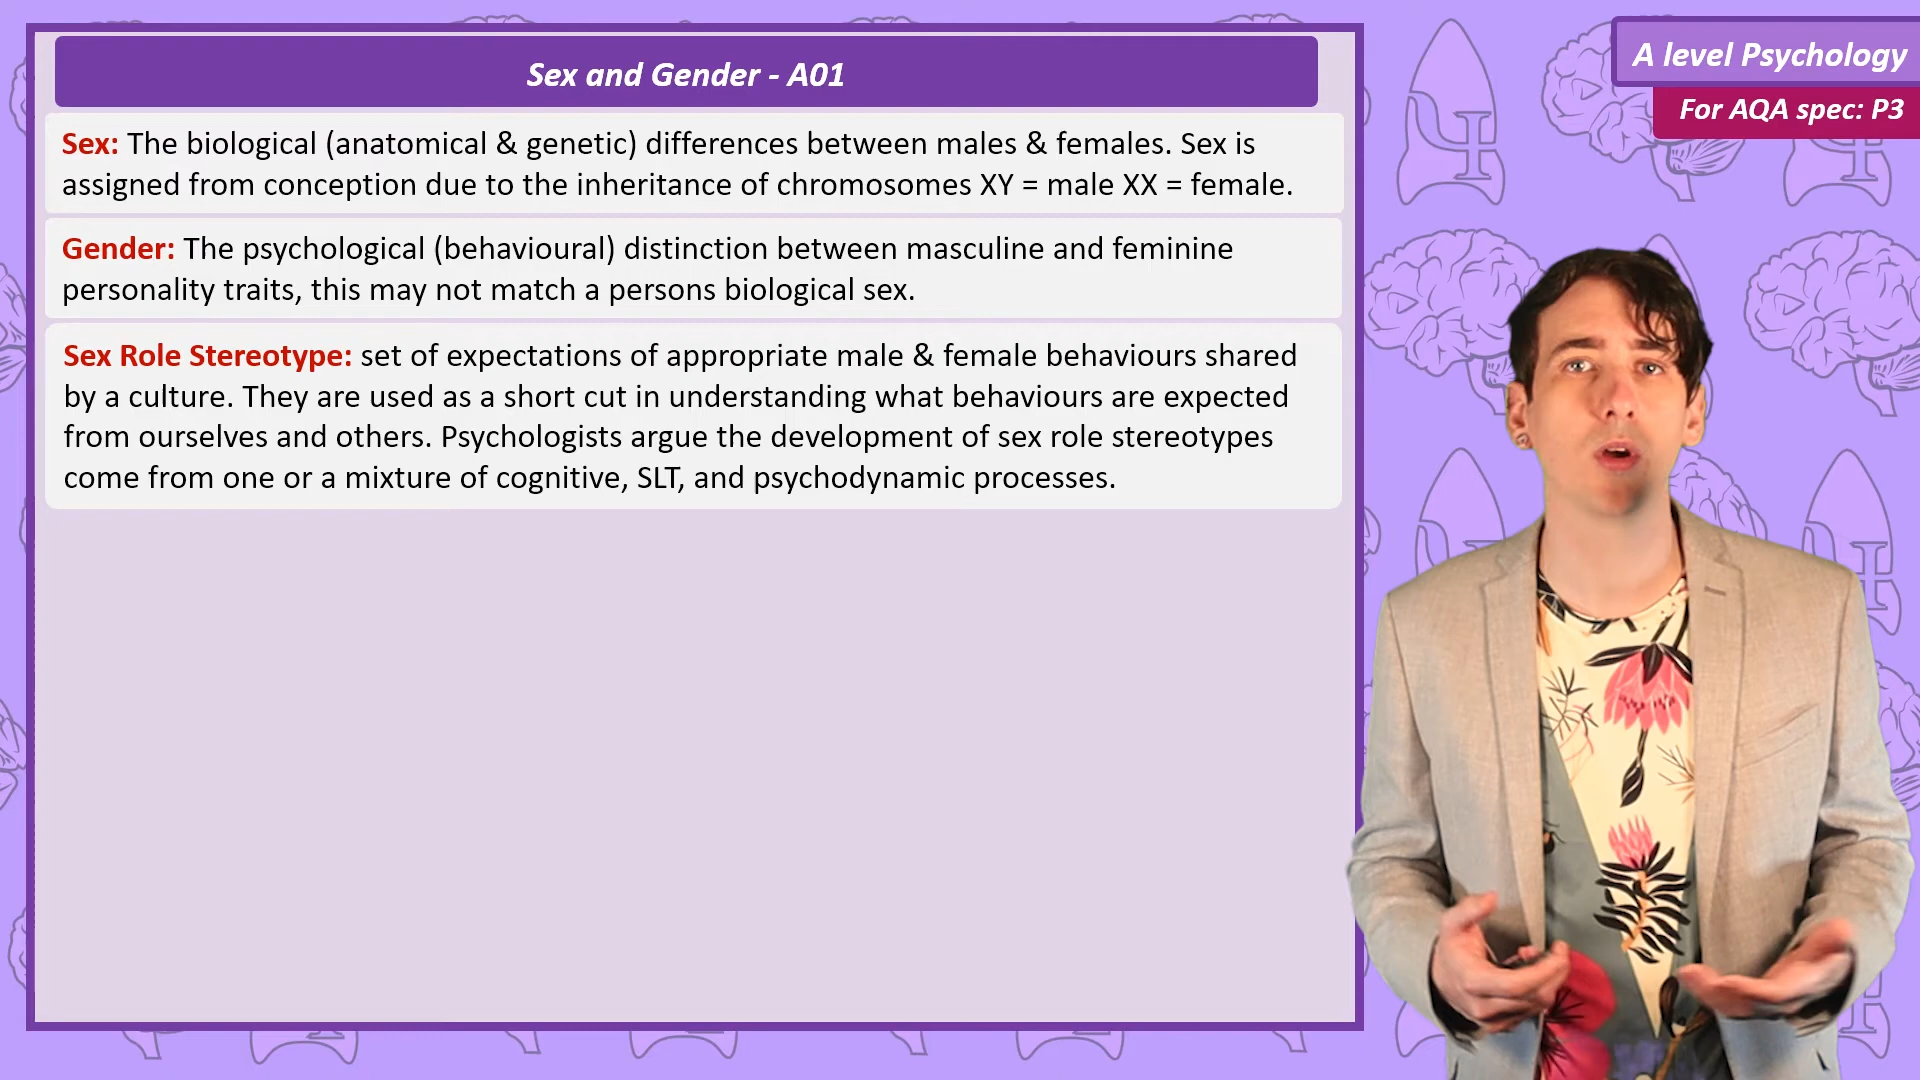 Sex and Gender - A01
A level Psychology
For AQA spec: P3
Sex: The biological (anatomical & genetic) differences between males & females. Sex is
assigned from conception due to the inheritance of chromosomes XY = male XX = female.
Gender: The psychological (behavioural) distinction between masculine and feminine
personality traits, this may not match a persons biological sex.
Sex Role Stereotype: set of expectations of appropriate male & female behaviours shared
by a culture. They are used as a short cut in understanding what behaviours are expected
from ourselves and others. Psychologists argue the development of sex role stereotypes
come from one or a mixture of cognitive, SLT, and psychodynamic processes.